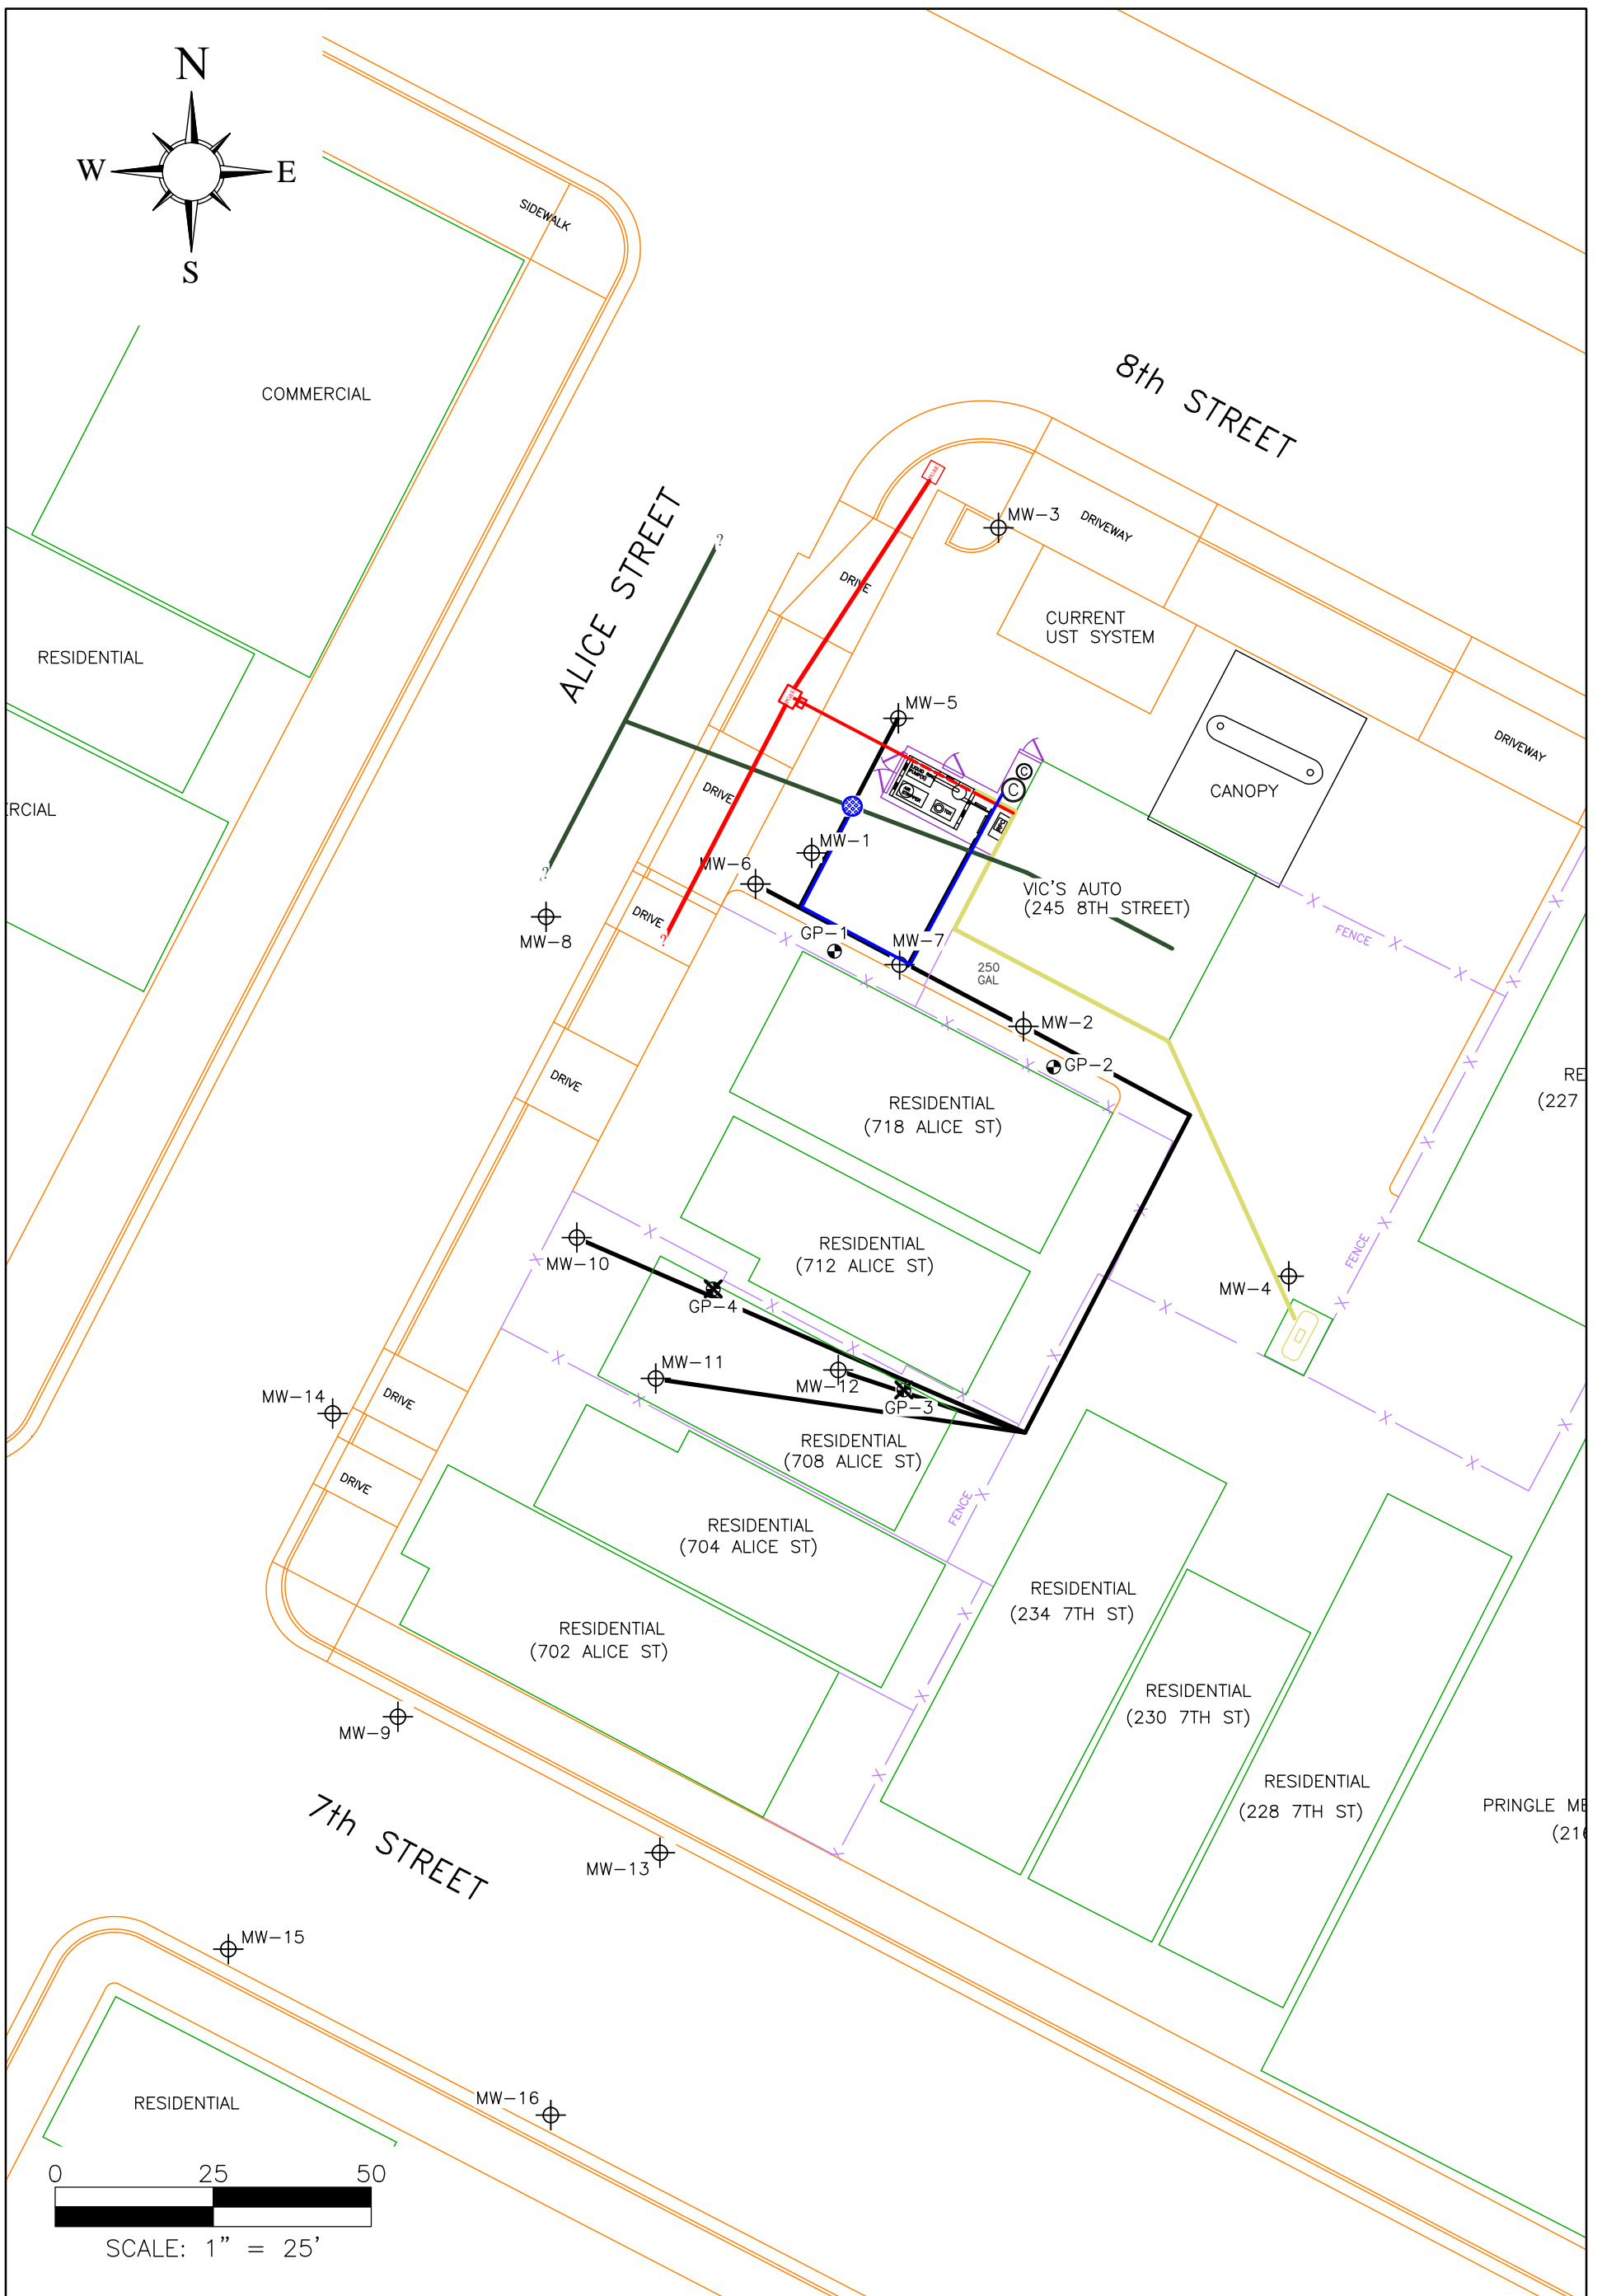 N
W
E
S
SIDEWALK
COMMERCIAL
8th STREET
ALICE STREET
MW-3
DRIVEWAY
DRIVE
CURRENT
UST SYSTEM
RESIDENTIAL
?
MW-5
DRIVEWAY
CANOPY
DRIVE
C
C
RCIAL
MW-1
MW-6
VIC'S AUTO
(245 8TH STREET)
?
DRIVE
MW-8
?
GP-1
MW-7
FENCE
250
GAL
MW-2
GP-2
DRIVE
RE
(227
RESIDENTIAL
(718 ALICE ST)
RESIDENTIAL
(712 ALICE ST)
FENCE
MW-10
MW-4
GP-4
MW-11
MW-12
GP-3
MW-14
DRIVE
RESIDENTIAL
(708 ALICE ST)
DRIVE
FENCE
RESIDENTIAL
(704 ALICE ST)
RESIDENTIAL
(234 7TH ST)
RESIDENTIAL
(702 ALICE ST)
RESIDENTIAL
(230 7TH ST)
MW-9
RESIDENTIAL
(228 7TH ST)
PRINGLE ME
(216
7th STREET
MW-13
MW-15
MW-16
RESIDENTIAL
0 25 50
SCALE: 1" = 25'